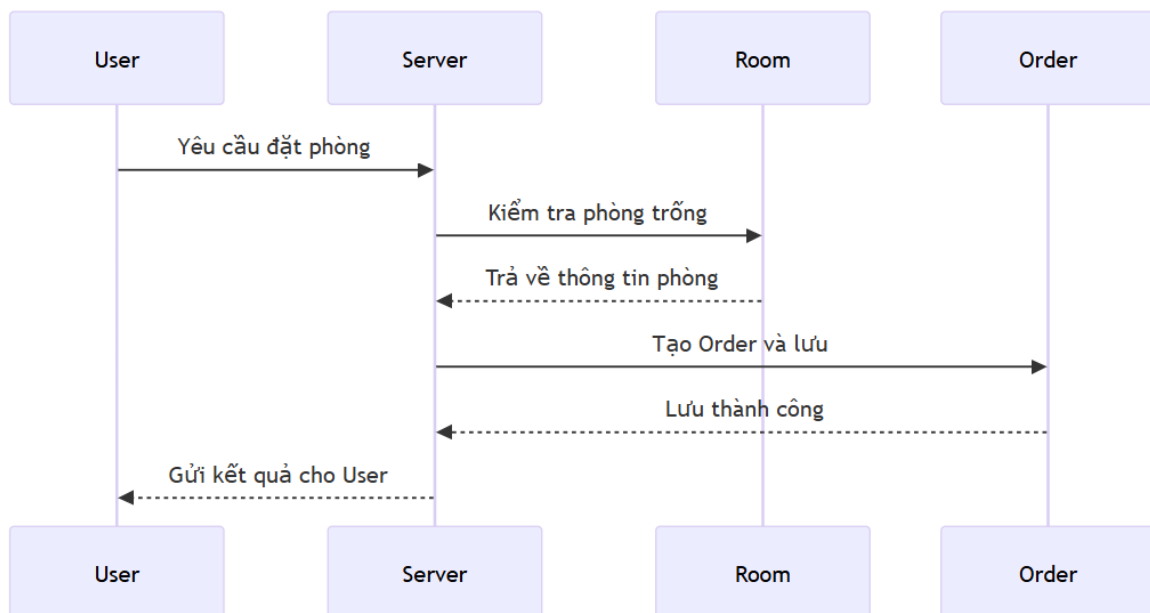 User
Server
Room
Order
Yêu cầu đặt phòng
Kiểm tra phòng trống
Trả về thông tin phòng
Tạo Order và lưu
Lưu thành công
Gửi kết quả cho User
User
Server
Room
Order